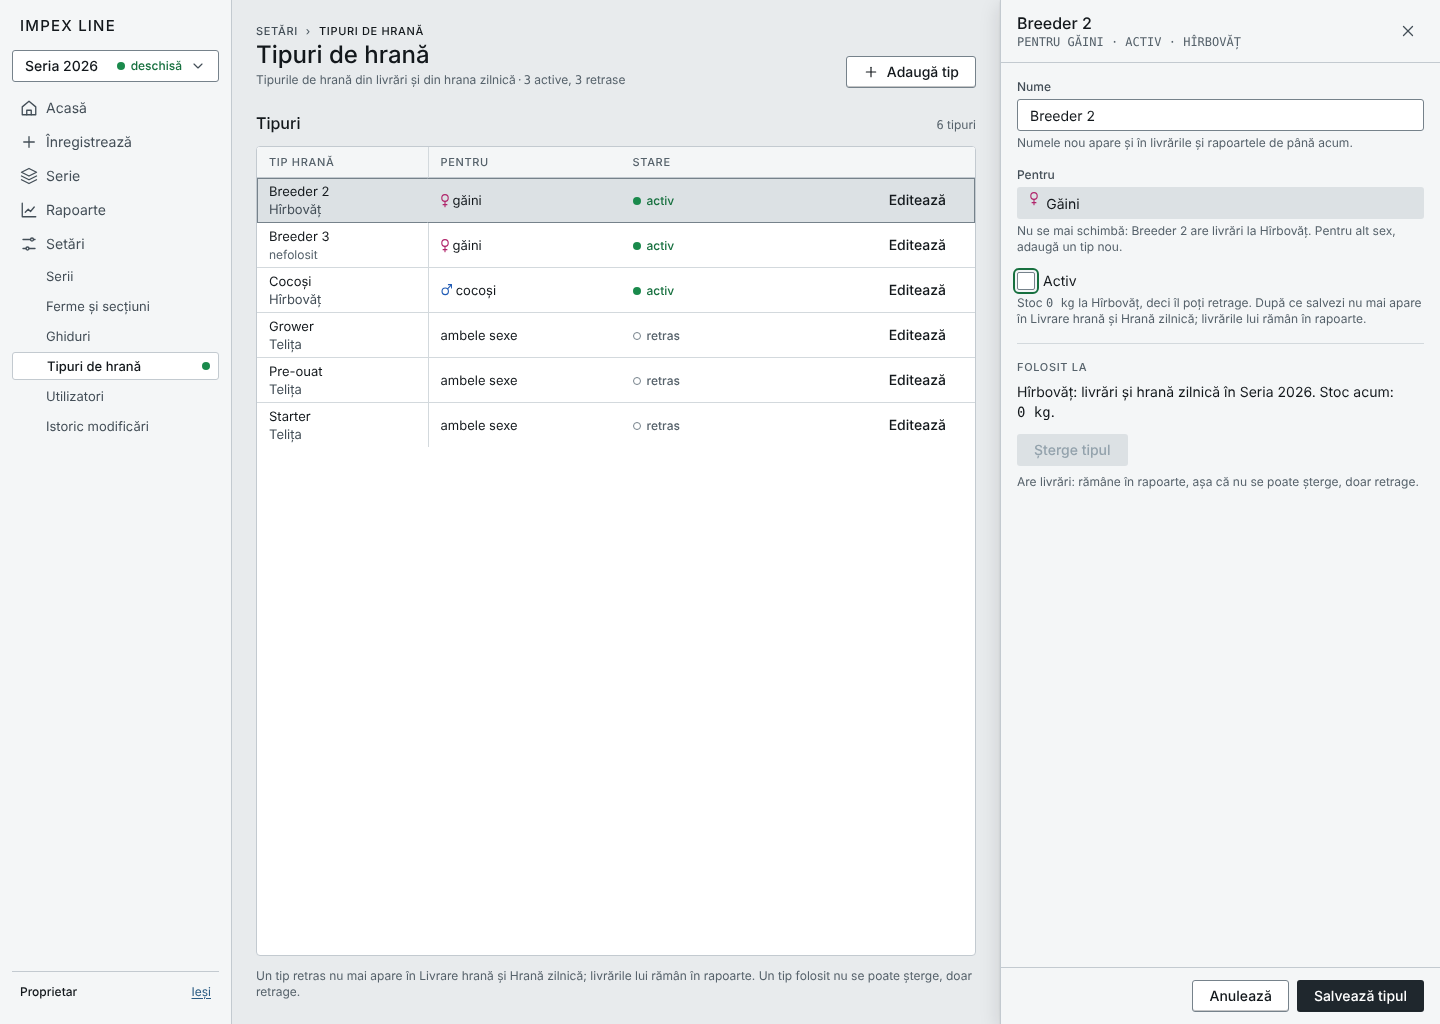 IMPEX LINE
Seria 2026 deschisă
Acasă
Înregistrează
Serie
Rapoarte
Setări
Serii
Ferme și secțiuni
Ghiduri
Tipuri de hrană
Utilizatori
Istoric modificări
Proprietar Ieși
SETĂRI › TIPURI DE HRANĂ
Tipuri de hrană
Tipurile de hrană din livrări și din hrana zilnică · 3 active, 3 retrase
+ Adaugă tip
Tipuri 6 tipuri
TIP HRANĂ PENTRU STARE
Breeder 2
Hîrbovăț
♀ găini activ Editează
Breeder 3
nefolosit
♀ găini activ Editează
Cocoși
Hîrbovăț
♂ cocoși activ Editează
Grower
Telița
ambele sexe retras Editează
Pre-ouat
Telița
ambele sexe retras Editează
Starter
Telița
ambele sexe retras Editează
Un tip retras nu mai apare în Livrare hrană și Hrană zilnică; livrările lui rămân în rapoarte. Un tip folosit nu se poate șterge, doar
retrage.
Breeder 2
PENTRU GĂINI · ACTIV · HÎRBOVĂȚ
Nume
Breeder 2
Numele nou apare și în livrările și rapoartele de până acum.
Pentru
♀ Găini
Nu se mai schimbă: Breeder 2 are livrări la Hîrbovăț. Pentru alt sex,
adaugă un tip nou.
Activ
Stoc 0 kg la Hîrbovăț, deci îl poți retrage. După ce salvezi nu mai apare
în Livrare hrană și Hrană zilnică; livrările lui rămân în rapoarte.
FOLOSIT LA
Hîrbovăț: livrări și hrană zilnică în Seria 2026. Stoc acum:
0 kg.
Șterge tipul
Are livrări: rămâne în rapoarte, așa că nu se poate șterge, doar retrage.
Anulează Salvează tipul